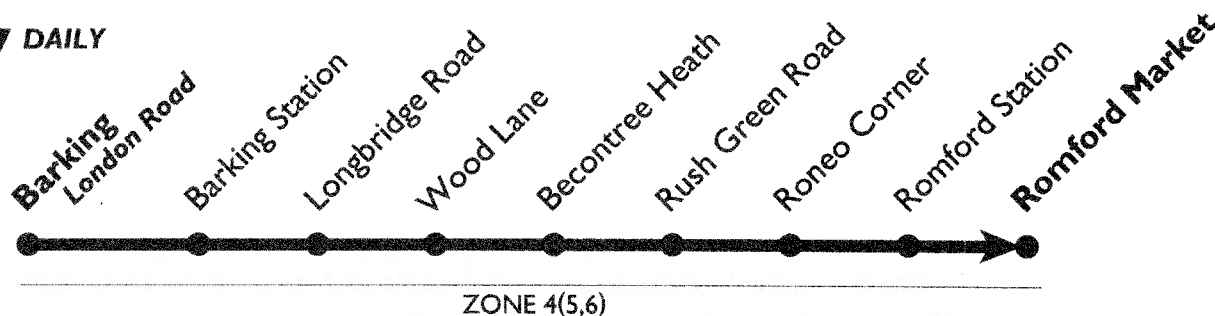 DAILY
Barking
London Road
Barking Station
Longbridge Road
Wood Lane
Becontree Heath
Rush Green Road
Roneo Corner
Romford Station
Romford Market
ZONE 4(5,6)